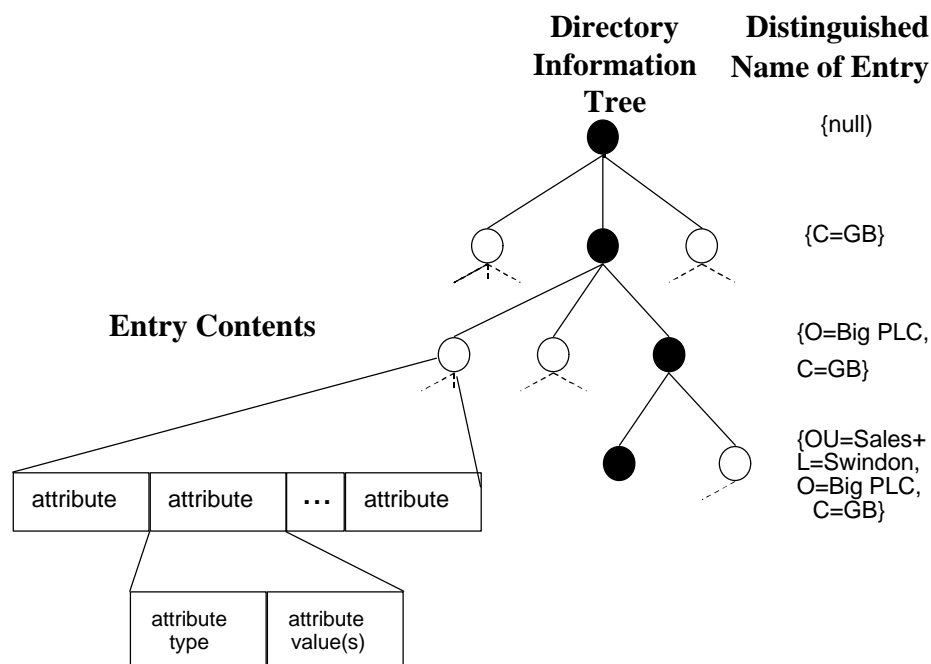 Directory
Information
Tree
Distinguished
Name of Entry
{null)
{C=GB}
Entry Contents
{O=Big PLC,
C=GB}
{OU=Sales+
L=Swindon,
O=Big PLC,
C=GB}
attribute
attribute
...
attribute
attribute
type
attribute
value(s)